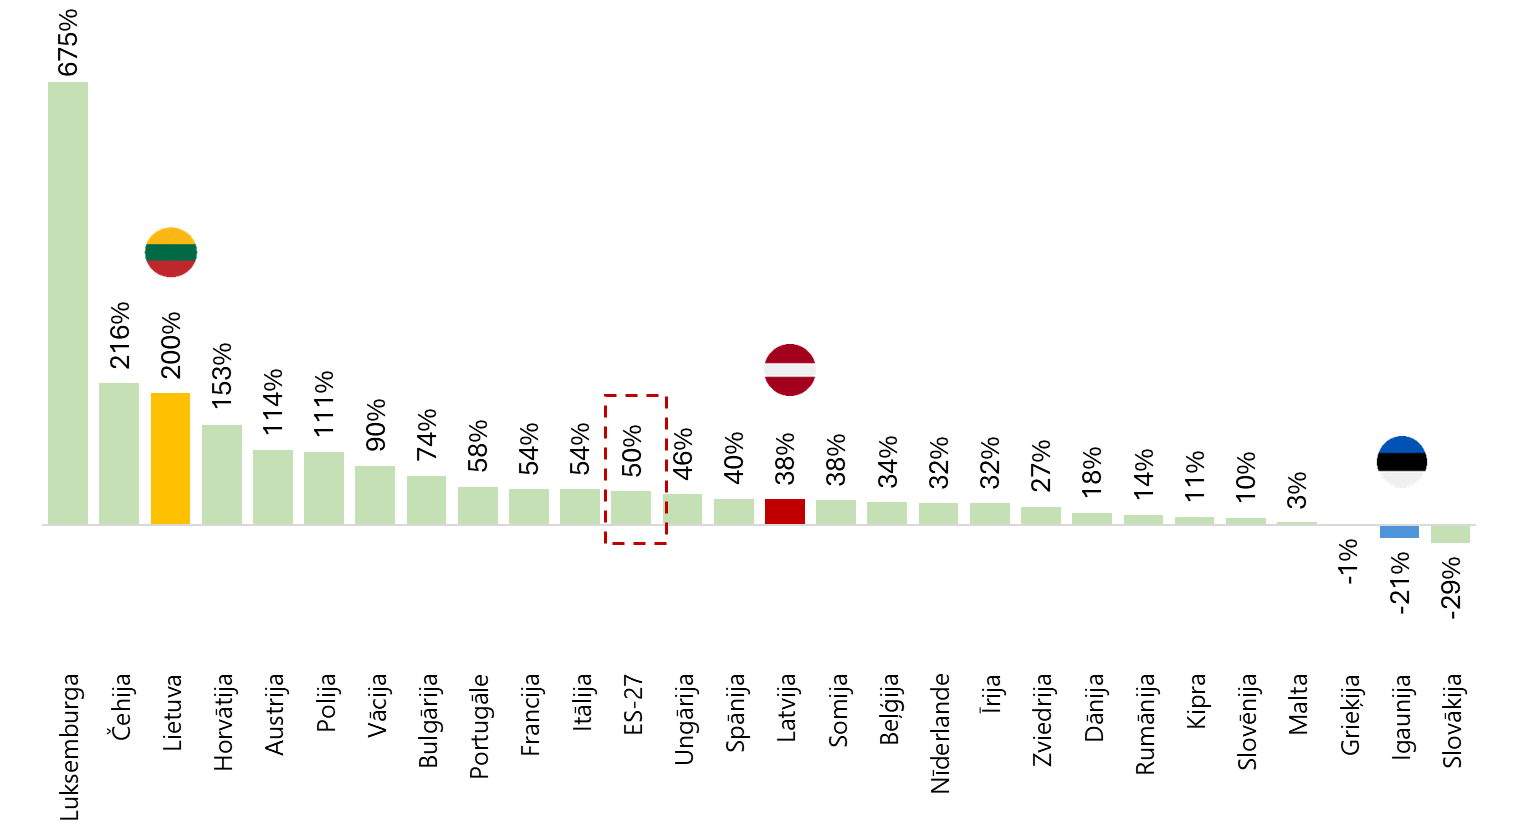 675%
216%
200%
153%
114%
111%
90%
74%
58%
54%
54%
50%
46%
40%
38%
38%
34%
32%
32%
27%
18%
14%
11%
10%
3%
-1%
-21%
-29%
Luksemburga
Čehija
Lietuva
Horvātija
Austrija
Polija
Vācija
Bulgārija
Portugāle
Francija
Itālija
ES-27
Ungārija
Spānija
Latvija
Somija
Beļģija
Nīderlande
Īrija
Zviedrija
Dānija
Rumānija
Kipra
Slovēnija
Malta
Grieķija
Igaunija
Slovākija